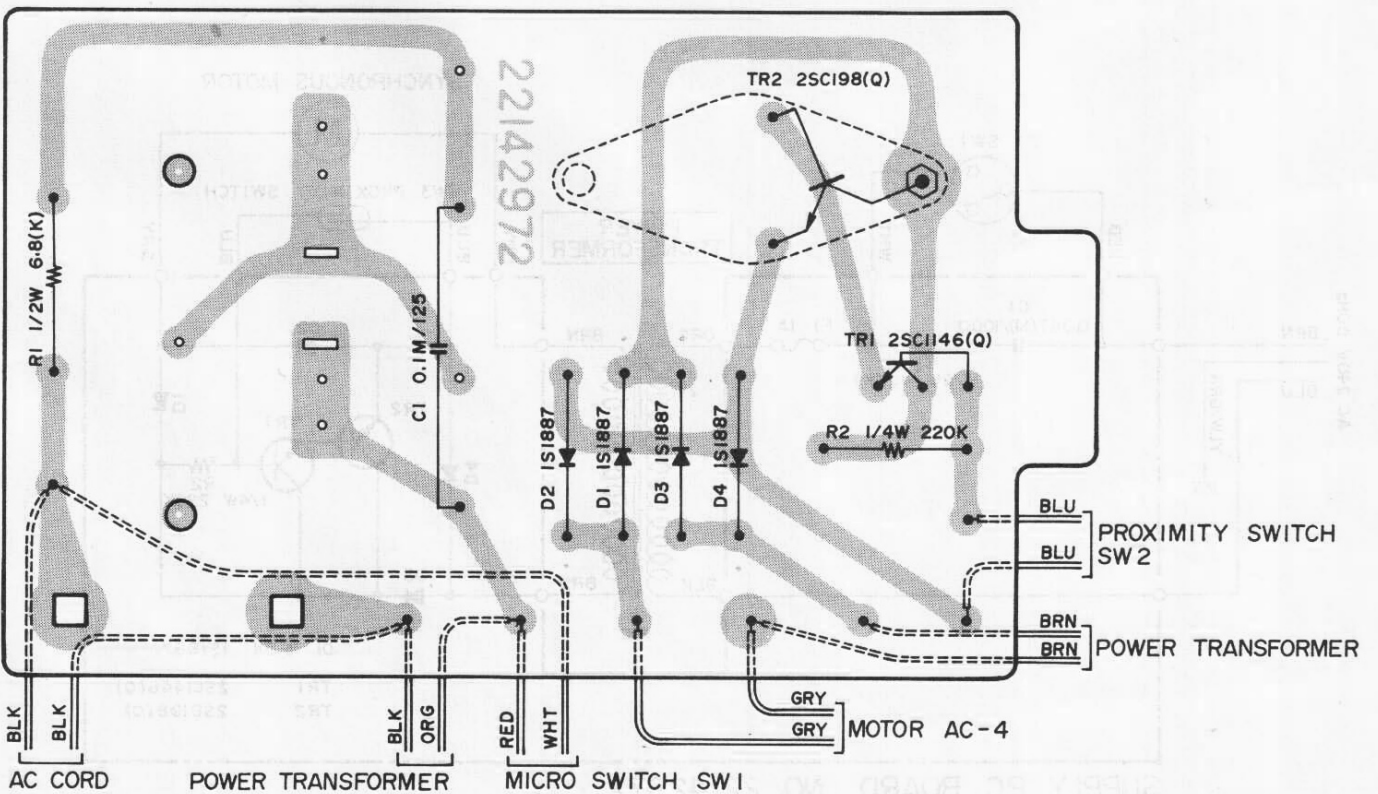 TR2 2SC198(Q)
22142972
R1 1/2W 6.8(K)
C1 0.1M/125
TR1 2SC1146(Q)
R2 1/4W 220K
D2 1S1887
D1 1S1887
D3 1S1887
D4 1S1887
BLU
BLU
PROXIMITY SWITCH
SW2
BRN
BRN
POWER TRANSFORMER
GRY
GRY
MOTOR AC-4
BLK
BLK
BLK
ORG
RED
WHT
AC CORD
POWER TRANSFORMER
MICRO SWITCH SW1